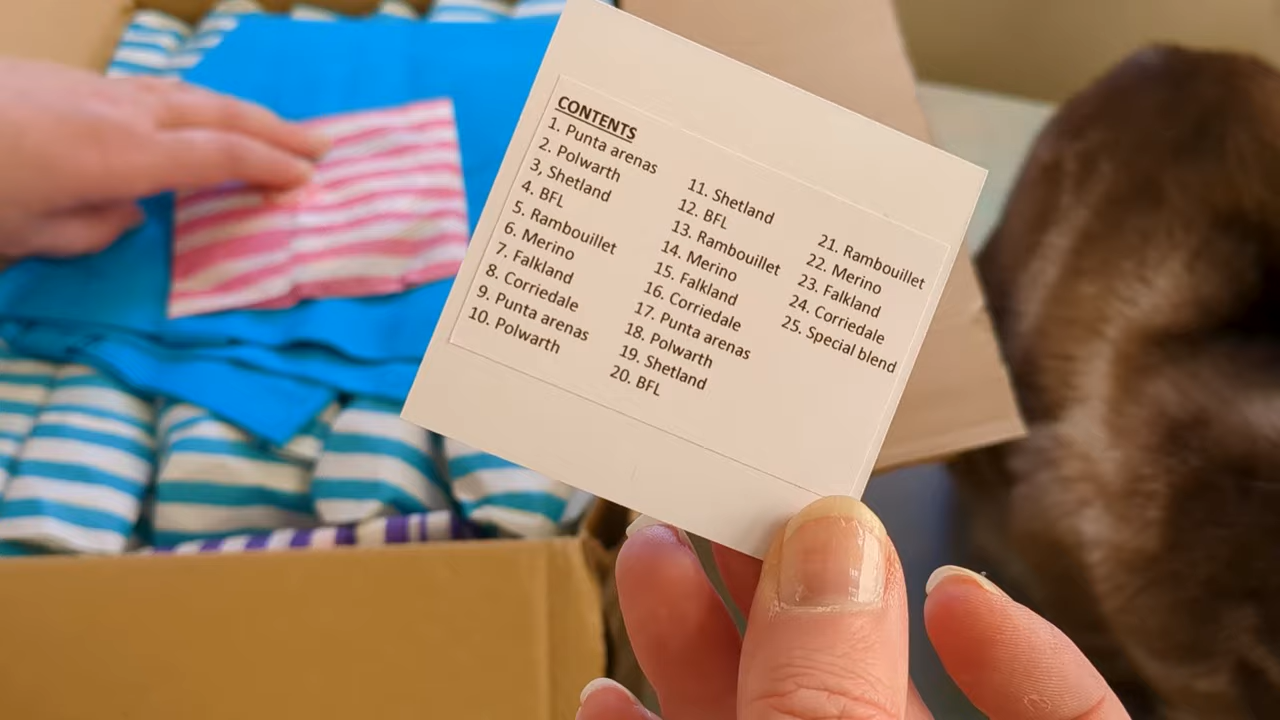 CONTENTS
1. Punta arenas
2. Polwarth
3, Shetland
4. BFL
5. Rambouillet
6. Merino
7. Falkland
8. Corriedale
9. Punta arenas
10. Polwarth
11. Shetland
12. BFL
13. Rambouillet
14. Merino
15. Falkland
16. Corriedale
17. Punta arenas
18. Polwarth
19. Shetland
20. BFL
21. Rambouillet
22. Merino
23. Falkland
24. Corriedale
25. Special blend